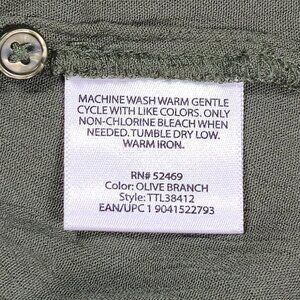 MACHINE WASH WARM GENTLE
CYCLE WITH LIKE COLORS. ONLY
NON-CHLORINE BLEACH WHEN
NEEDED. TUMBLE DRY LOW.
WARM IRON.
RN# 52469
Color: OLIVE BRANCH
Style: TTL38412
EAN/UPC 1 9041522793